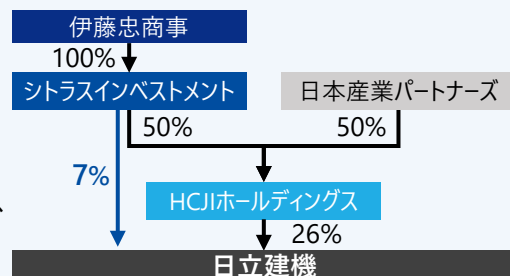 伊藤忠商事
100%
シトラスインベストメント
日本産業パートナーズ
50%
50%
7%
、
HCJIホールディングス
26%
日立建機